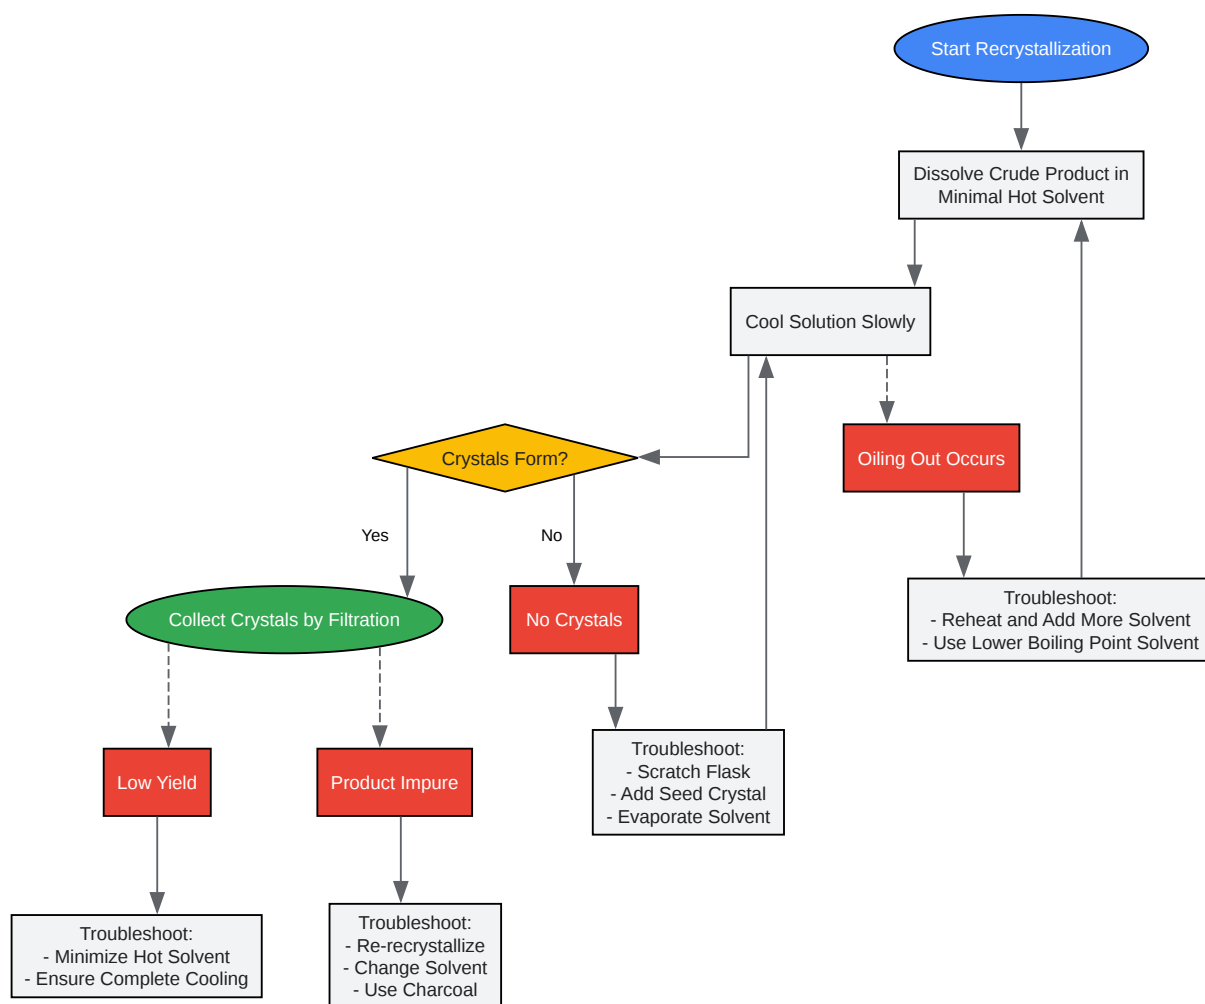 Start Recrystallization
Dissolve Crude Product in
Minimal Hot Solvent
Cool Solution Slowly
Crystals Form?
Oiling Out Occurs
Yes
No
Troubleshoot:
- Reheat and Add More Solvent
- Use Lower Boiling Point Solvent
Collect Crystals by Filtration
No Crystals
Low Yield
Product Impure
Troubleshoot:
- Scratch Flask
- Add Seed Crystal
- Evaporate Solvent
Troubleshoot:
- Minimize Hot Solvent
- Ensure Complete Cooling
Troubleshoot:
- Re-recrystallize
- Change Solvent
- Use Charcoal